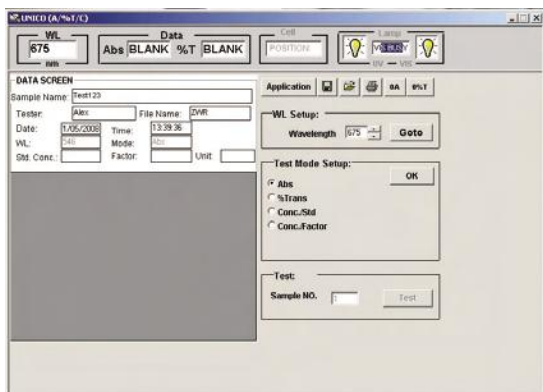 UNICO (A/%T/C)
WL
675
nm
Data
Abs BLANK %T BLANK
Cell
POSITION:
Lamp
UV — VIS
DATA SCREEN
Sample Name: Test123
Tester: Alex File Name: ZWR
Date: 1/05/2008 Time: 13:39:36
WL: 546 Mode: Abs
Std. Conc.: Factor: Unit:
Application 0A 0%T
WL Setup:
Wavelength 675 Goto
Test Mode Setup:
OK
Abs
%Trans
Conc./Std
Conc./Factor
Test:
Sample NO. 1 Test